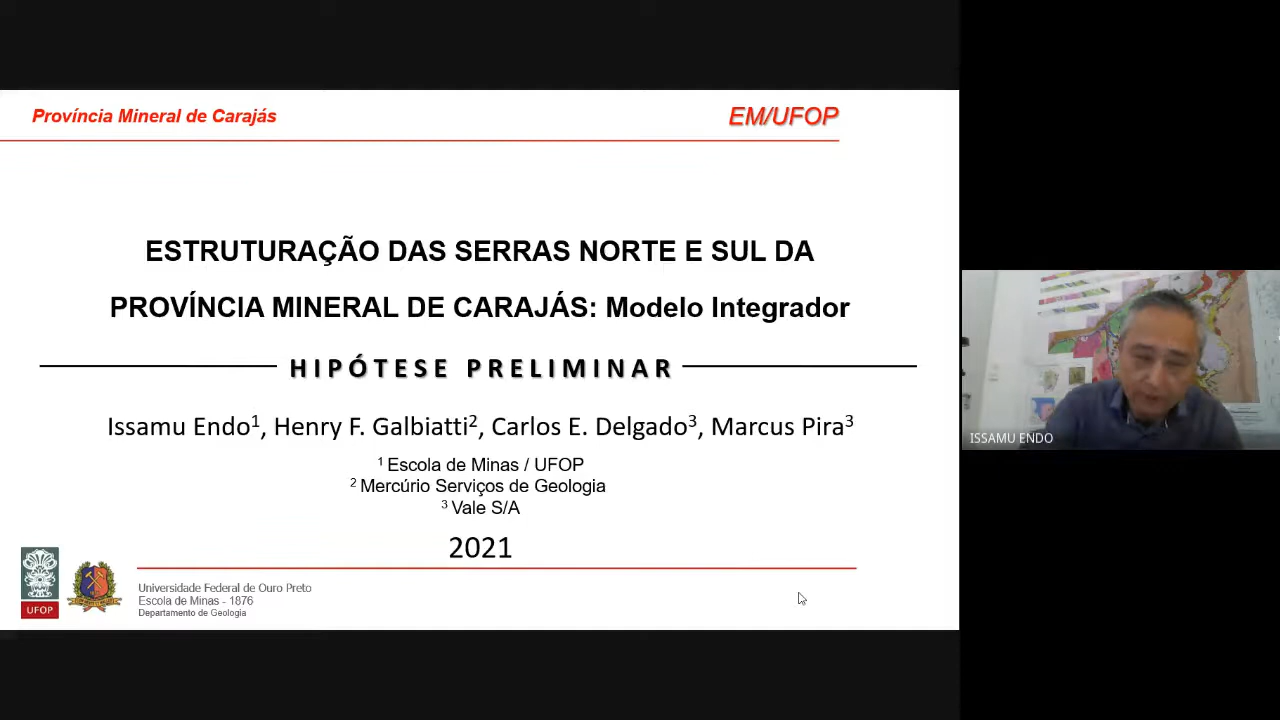 Província Mineral de Carajás
EM/UFOP
ESTRUTURAÇÃO DAS SERRAS NORTE E SUL DA
PROVÍNCIA MINERAL DE CARAJÁS: Modelo Integrador
HIPÓTESE PRELIMINAR
Issamu Endo¹, Henry F. Galbiatti², Carlos E. Delgado³, Marcus Pira³
¹ Escola de Minas / UFOP
² Mercúrio Serviços de Geologia
³ Vale S/A
2021
UFOP
Universidade Federal de Ouro Preto
Escola de Minas - 1876
Departamento de Geologia
ISSAMU ENDO